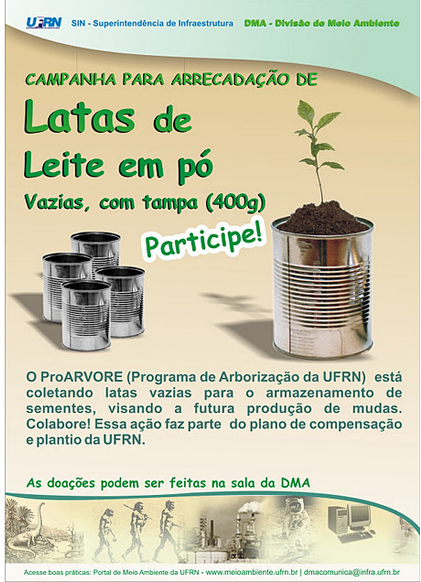 UFRN SIN - Superintendência de Infraestrutura DMA - Divisão de Meio Ambiente
CAMPANHA PARA ARRECADAÇÃO DE
Latas de
Leite em pó
Vazias, com tampa (400g)
Participe!
O ProARVORE (Programa de Arborização da UFRN) está
coletando latas vazias para o armazenamento de
sementes, visando a futura produção de mudas.
Colabore! Essa ação faz parte do plano de compensação
e plantio da UFRN.
As doações podem ser feitas na sala da DMA
Acesse boas práticas: Portal de Meio Ambiente da UFRN - www.meioambiente.ufrn.br | dmacomunica@infra.ufrn.br